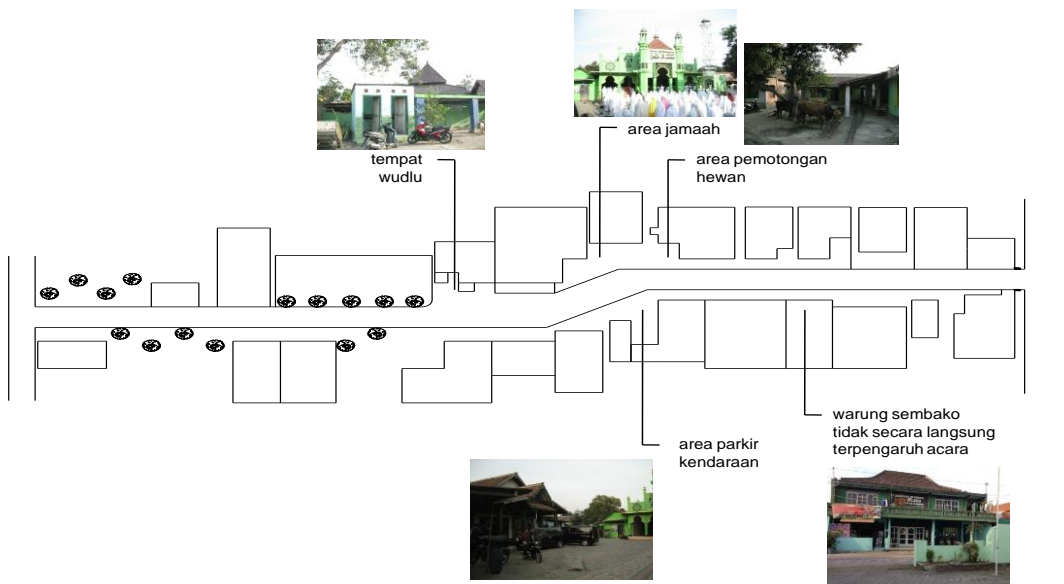 area jamaah
tempat
wudlu
area pemotongan
hewan
warung sembako
tidak secara langsung
terpengaruh acara
area parkir
kendaraan